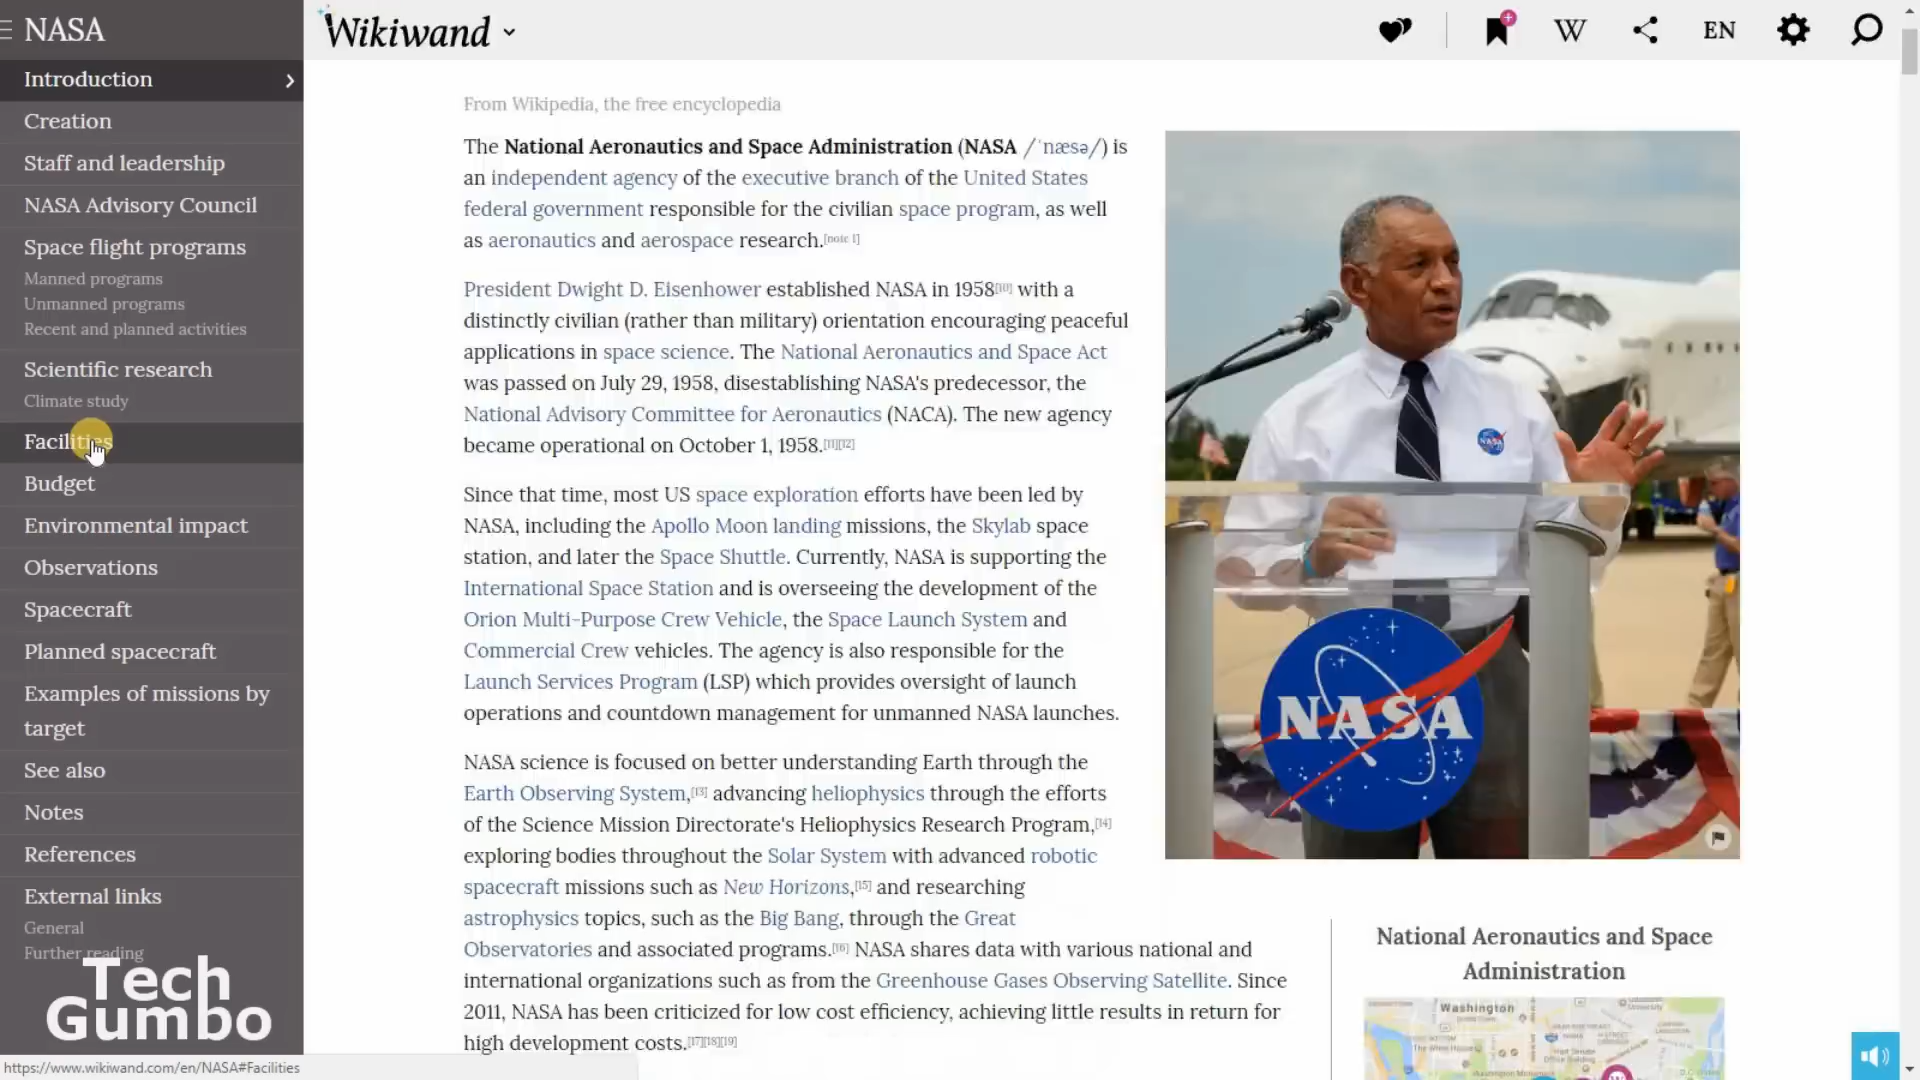 NASA
Introduction
Creation
Staff and leadership
NASA Advisory Council
Space flight programs
Manned programs
Unmanned programs
Recent and planned activities
Scientific research
Climate study
Facilities
Budget
Environmental impact
Observations
Spacecraft
Planned spacecraft
Examples of missions by
target
See also
Notes
References
External links
General
Further reading
Tech
Gumbo
https://www.wikiwand.com/en/NASA#Facilities
Wikiwand
W
EN
From Wikipedia, the free encyclopedia
The National Aeronautics and Space Administration (NASA /ˈnæsə/) is
an independent agency of the executive branch of the United States
federal government responsible for the civilian space program, as well
as aeronautics and aerospace research.[note 1]
President Dwight D. Eisenhower established NASA in 1958[10] with a
distinctly civilian (rather than military) orientation encouraging peaceful
applications in space science. The National Aeronautics and Space Act
was passed on July 29, 1958, disestablishing NASA's predecessor, the
National Advisory Committee for Aeronautics (NACA). The new agency
became operational on October 1, 1958.[11][12]
Since that time, most US space exploration efforts have been led by
NASA, including the Apollo Moon landing missions, the Skylab space
station, and later the Space Shuttle. Currently, NASA is supporting the
International Space Station and is overseeing the development of the
Orion Multi-Purpose Crew Vehicle, the Space Launch System and
Commercial Crew vehicles. The agency is also responsible for the
Launch Services Program (LSP) which provides oversight of launch
operations and countdown management for unmanned NASA launches.
NASA science is focused on better understanding Earth through the
Earth Observing System,[13] advancing heliophysics through the efforts
of the Science Mission Directorate's Heliophysics Research Program,[14]
exploring bodies throughout the Solar System with advanced robotic
spacecraft missions such as New Horizons,[15] and researching
astrophysics topics, such as the Big Bang, through the Great
Observatories and associated programs.[16] NASA shares data with various national and
international organizations such as from the Greenhouse Gases Observing Satellite. Since
2011, NASA has been criticized for low cost efficiency, achieving little results in return for
high development costs.[17][18][19]
NASA
NASA
National Aeronautics and Space
Administration
Washington